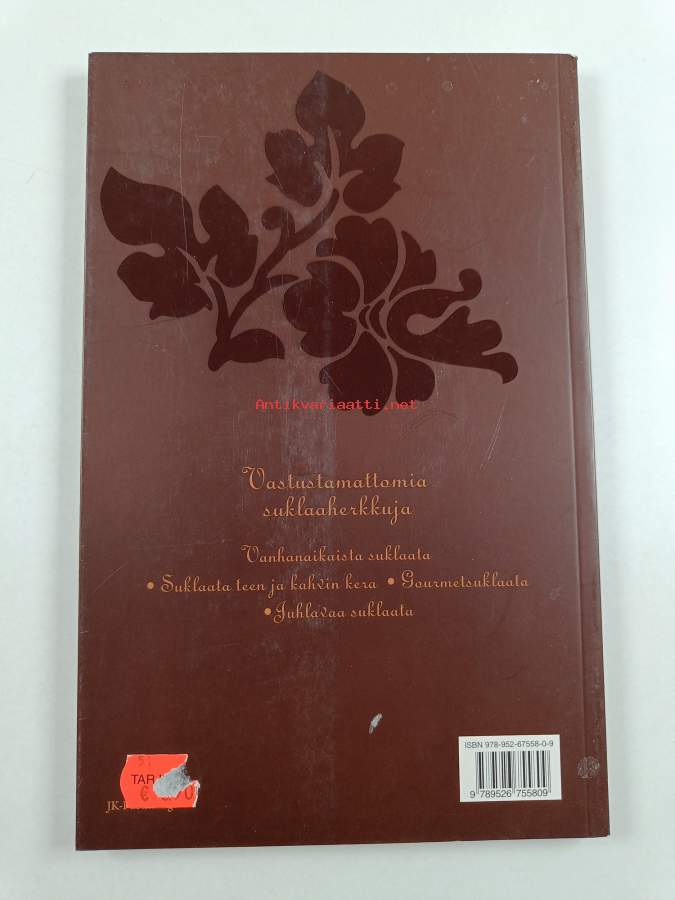 Antikvariaatti.net
Vastustamattomia
suklaaherkkuja
Vanhanaikaista suklaata
• Suklaata teen ja kahvin kera • Gourmetsuklaata
• Juhlavaa suklaata
ISBN 978-952-67558-0-9
9 789526 755809
51
€